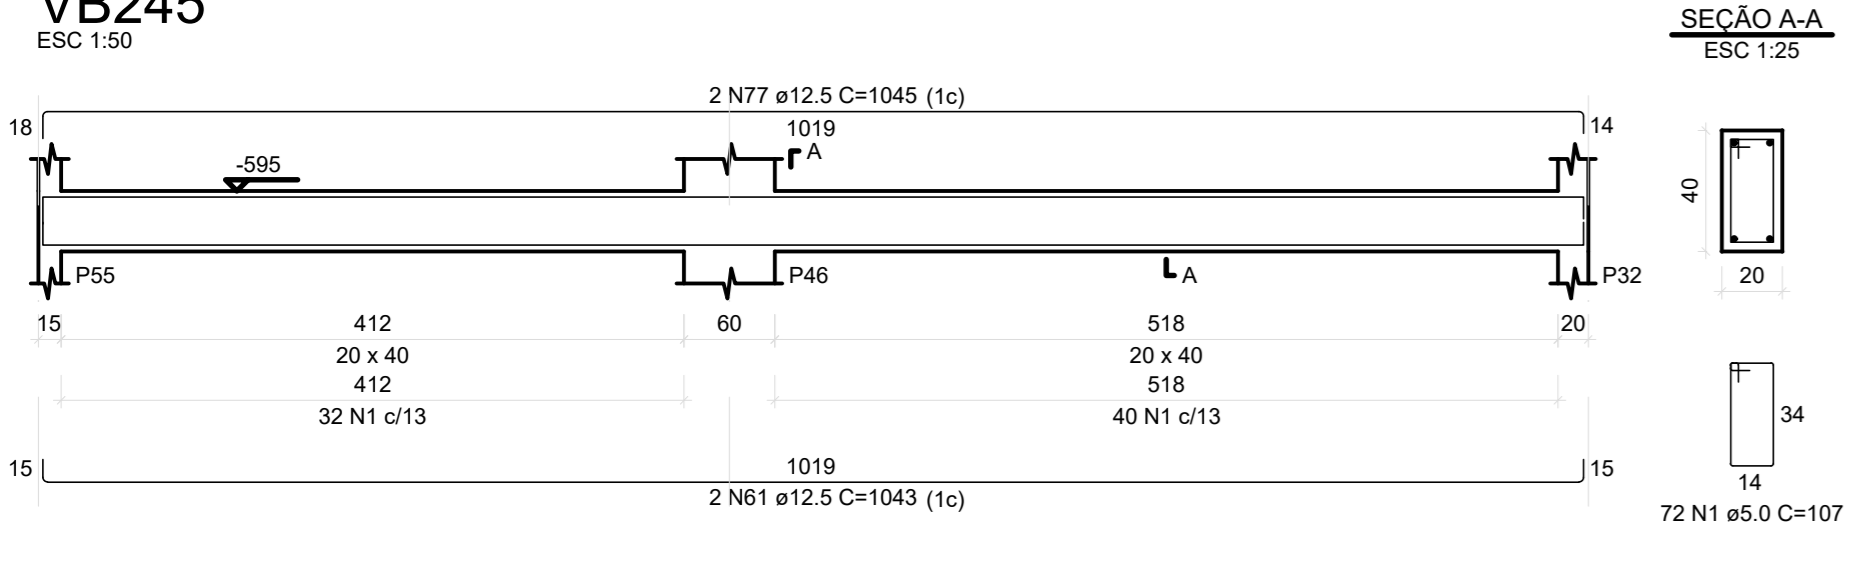 VB245
ESC 1:50
SEÇÃO A-A
ESC 1:25
2 N77 ø12.5 C=1045 (1c)
18
1019
14
A
-595
40
P55
P46
A
P32
20
15
412
60
518
20
20 x 40
20 x 40
412
518
32 N1 c/13
40 N1 c/13
34
15
1019
15
14
2 N61 ø12.5 C=1043 (1c)
72 N1 ø5.0 C=107